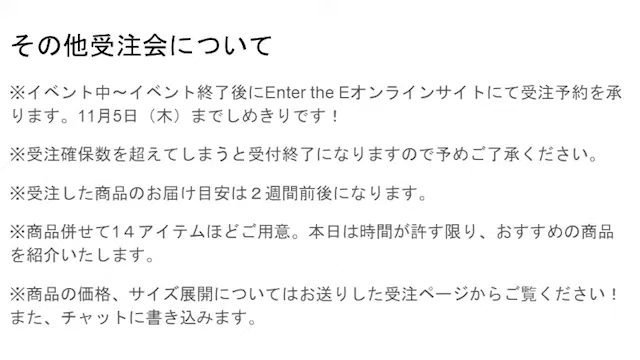 その他受注会について
※イベント中～イベント終了後にEnter the Eオンラインサイトにて受注予約を承
ります。11月5日（木）までしめきりです！
※受注確保数を超えてしまうと受付終了になりますので予めご了承ください。
※受注した商品のお届け目安は２週間前後になります。
※商品併せて1４アイテムほどご用意。本日は時間が許す限り、おすすめの商品
を紹介いたします。
※商品の価格、サイズ展開についてはお送りした受注ページからご覧ください！
また、チャットに書き込みます。